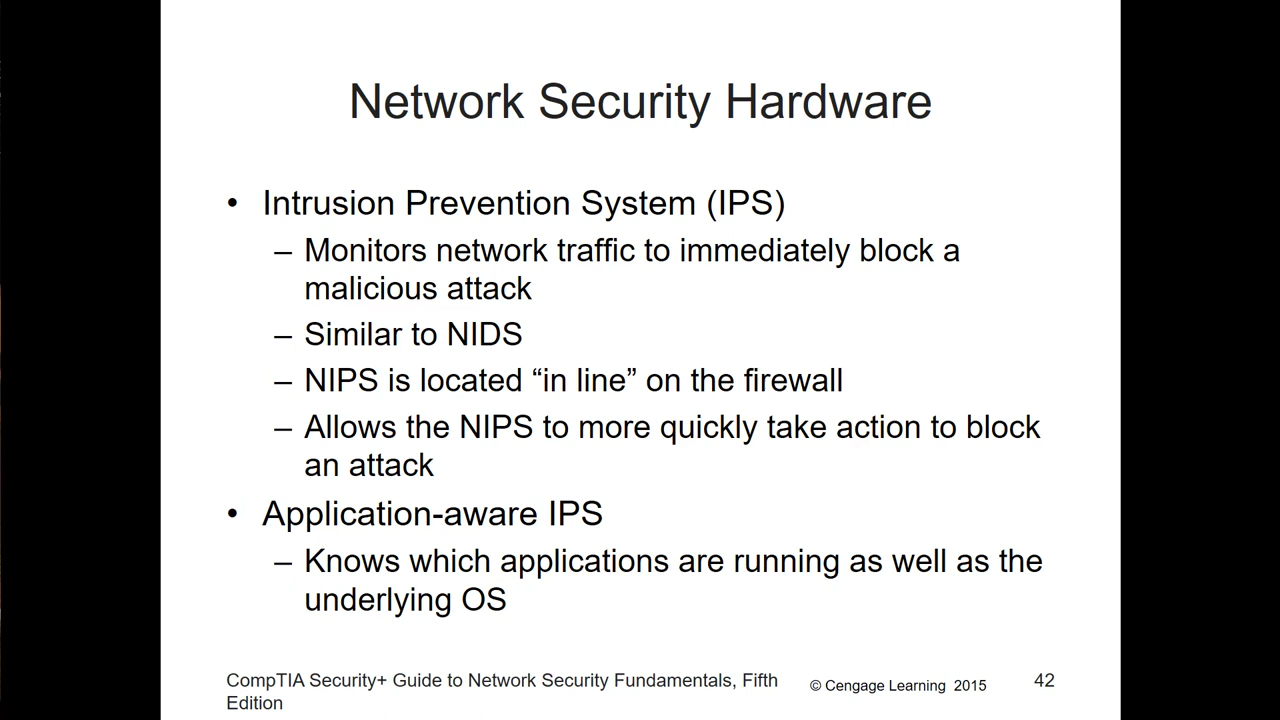 Network Security Hardware
• Intrusion Prevention System (IPS)
– Monitors network traffic to immediately block a
malicious attack
– Similar to NIDS
– NIPS is located “in line” on the firewall
– Allows the NIPS to more quickly take action to block
an attack
• Application-aware IPS
– Knows which applications are running as well as the
underlying OS
CompTIA Security+ Guide to Network Security Fundamentals, Fifth
Edition
© Cengage Learning 2015
42